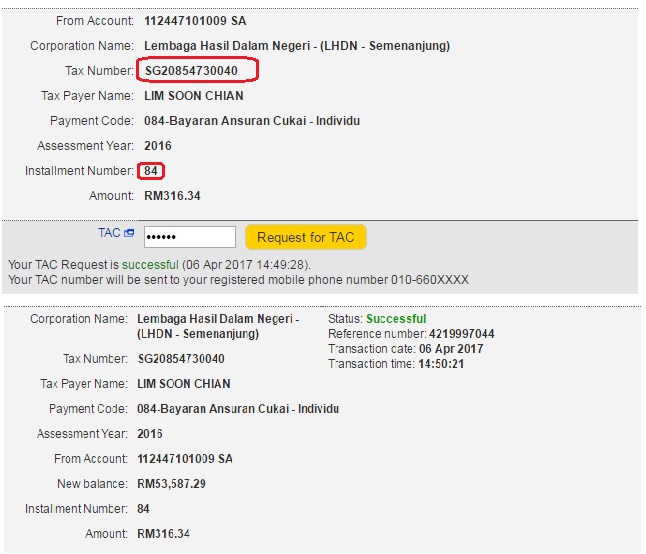 From Account: 112447101009 SA
Corporation Name: Lembaga Hasil Dalam Negeri - (LHDN - Semenanjung)
Tax Number: SG20854730040
Tax Payer Name: LIM SOON CHIAN
Payment Code: 084-Bayaran Ansuran Cukai - Individu
Assessment Year: 2016
Installment Number: 84
Amount: RM316.34
TAC •••••• Request for TAC
Your TAC Request is successful (06 Apr 2017 14:49:28).
Your TAC number will be sent to your registered mobile phone number 010-660XXXX
Corporation Name: Lembaga Hasil Dalam Negeri -
(LHDN - Semenanjung)
Tax Number: SG20854730040
Tax Payer Name: LIM SOON CHIAN
Payment Code: 084-Bayaran Ansuran Cukai - Individu
Assessment Year: 2016
From Account: 112447101009 SA
New balance: RM53,587.29
Installment Number: 84
Amount: RM316.34
Status: Successful
Reference number: 4219997044
Transaction date: 06 Apr 2017
Transaction time: 14:50:21